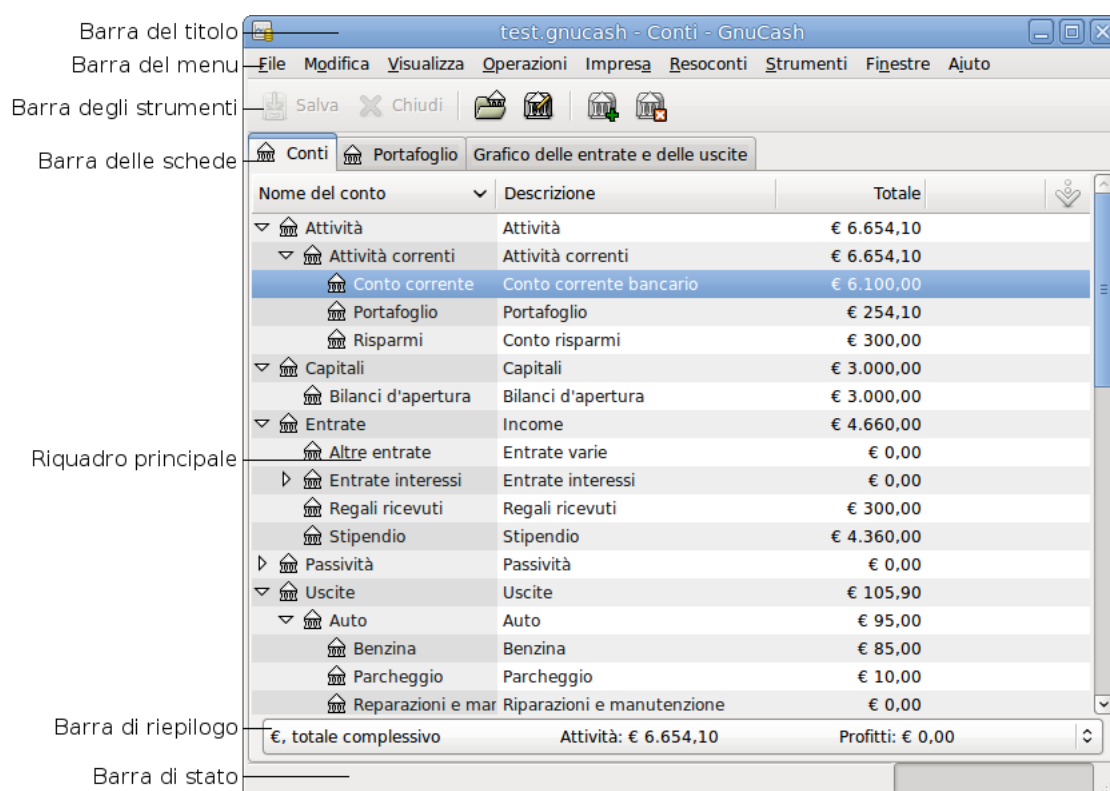 Barra del titolo
test.gnucash - Conti - GnuCash
Barra del menu
File Modifica Visualizza Operazioni Impresa Resoconti Strumenti Finestre Aiuto
Barra degli strumenti
Salva Chiudi
Barra delle schede
Conti Portafoglio Grafico delle entrate e delle uscite
Nome del conto Descrizione Totale
Attività Attività € 6.654,10
Attività correnti Attività correnti € 6.654,10
Conto corrente Conto corrente bancario € 6.100,00
Portafoglio Portafoglio € 254,10
Risparmi Conto risparmi € 300,00
Capitali Capitali € 3.000,00
Bilanci d'apertura Bilanci d'apertura € 3.000,00
Entrate Income € 4.660,00
Riquadro principale
Altre entrate Entrate varie € 0,00
Entrate interessi Entrate interessi € 0,00
Regali ricevuti Regali ricevuti € 300,00
Stipendio Stipendio € 4.360,00
Passività Passività € 0,00
Uscite Uscite € 105,90
Auto Auto € 95,00
Benzina Benzina € 85,00
Parcheggio Parcheggio € 10,00
Reparazioni e mar Riparazioni e manutenzione € 0,00
Barra di riepilogo
€, totale complessivo Attività: € 6.654,10 Profitti: € 0,00
Barra di stato